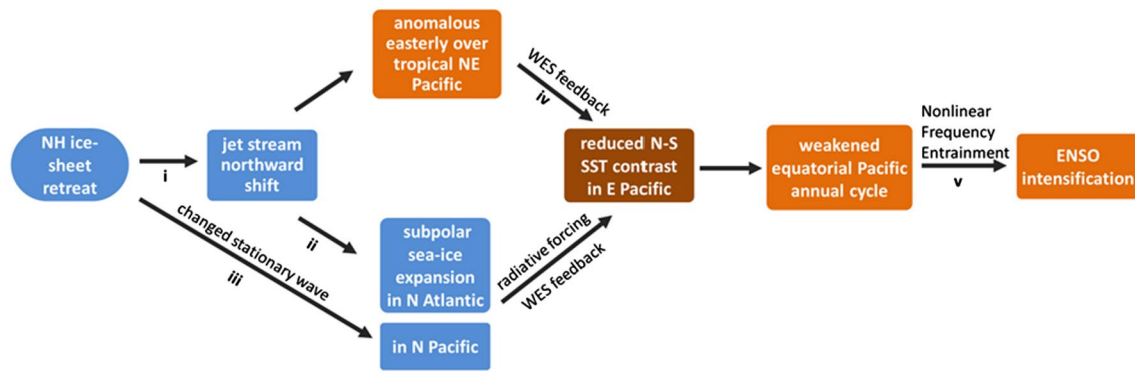 NH ice-
sheet
retreat
i
jet stream
northward
shift
anomalous
easterly over
tropical NE
Pacific
ii
changed stationary wave
iii
subpolar
sea-ice
expansion
in N Atlantic
in N Pacific
WES feedback
iv
radiative forcing
WES feedback
reduced N-S
SST contrast
in E Pacific
weakened
equatorial Pacific
annual cycle
Nonlinear
Frequency
Entrainment
v
ENSO
intensification